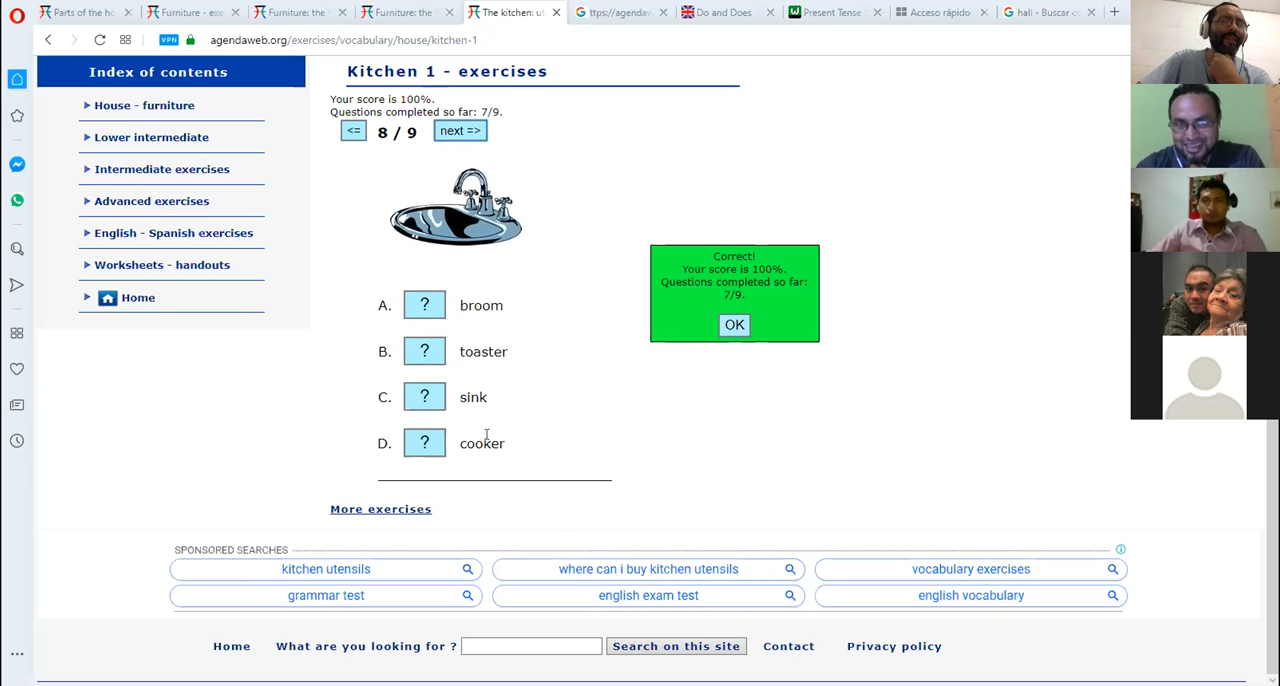 Parts of the ho
Furniture - exe
Furniture: the
Furniture: the
The kitchen: ut
ttps://agendaw
Do and Does
Present Tense
Acceso rápido
hali - Buscar c
VPN
agendaweb.org/exercises/vocabulary/house/kitchen-1
Index of contents
House - furniture
Lower intermediate
Intermediate exercises
Advanced exercises
English - Spanish exercises
Worksheets - handouts
Home
Kitchen 1 - exercises
Your score is 100%.
Questions completed so far: 7/9.
<= 8 / 9 next =>
Correct!
Your score is 100%.
Questions completed so far:
7/9.
OK
A. ? broom
B. ? toaster
C. ? sink
D. ? cooker
More exercises
SPONSORED SEARCHES
kitchen utensils
where can i buy kitchen utensils
vocabulary exercises
grammar test
english exam test
english vocabulary
Home
What are you looking for ?
Search on this site
Contact
Privacy policy